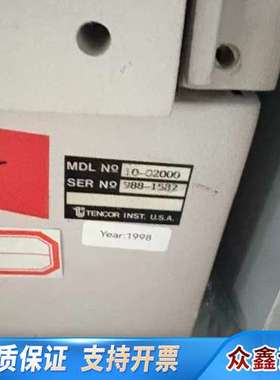 MDL Nº 10-02000
SER Nº 988-1582
TENCOR INST. U.S.A.
Year:1998
质保证 支持开票
众鑫